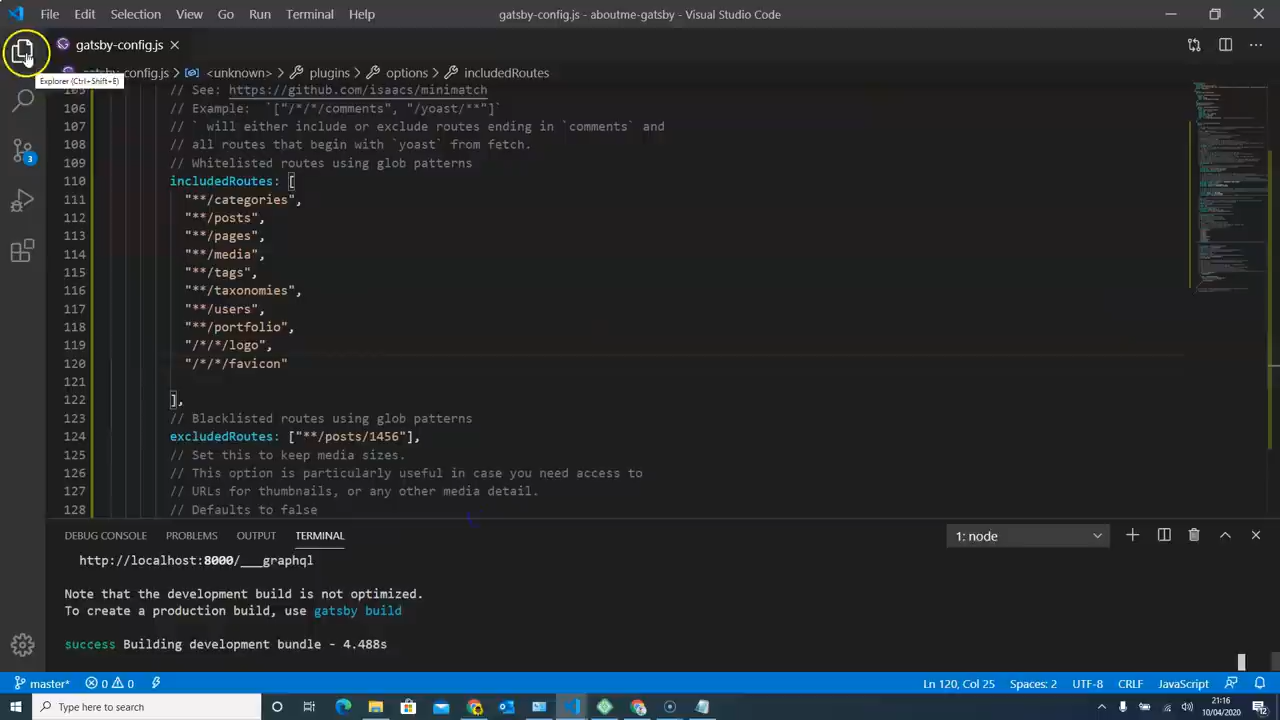 File Edit Selection View Go Run Terminal Help gatsby-config.js - aboutme-gatsby - Visual Studio Code
gatsby-config.js
gatsby-config.js > <unknown> > plugins > options > includedRoutes
Explorer (Ctrl+Shift+E)
105 // See: https://github.com/isaacs/minimatch
106 // Example: `["/*/*/comments", "/yoast/**"]`
107 // ` will either include or exclude routes ending in `comments` and
108 // all routes that begin with `yoast` from fetch.
109 // Whitelisted routes using glob patterns
110 includedRoutes: [
111 "**/categories",
112 "**/posts",
113 "**/pages",
114 "**/media",
115 "**/tags",
116 "**/taxonomies",
117 "**/users",
118 "**/portfolio",
119 "/*/*/logo",
120 "/*/*/favicon"
121
122 ],
123 // Blacklisted routes using glob patterns
124 excludedRoutes: ["**/posts/1456"],
125 // Set this to keep media sizes.
126 // This option is particularly useful in case you need access to
127 // URLs for thumbnails, or any other media detail.
128 // Defaults to false
3
DEBUG CONSOLE PROBLEMS OUTPUT TERMINAL 1: node
http://localhost:8000/___graphql
Note that the development build is not optimized.
To create a production build, use gatsby build
success Building development bundle - 4.488s
master* 0 0 Ln 120, Col 25 Spaces: 2 UTF-8 CRLF JavaScript
Type here to search
21:16
10/04/2020